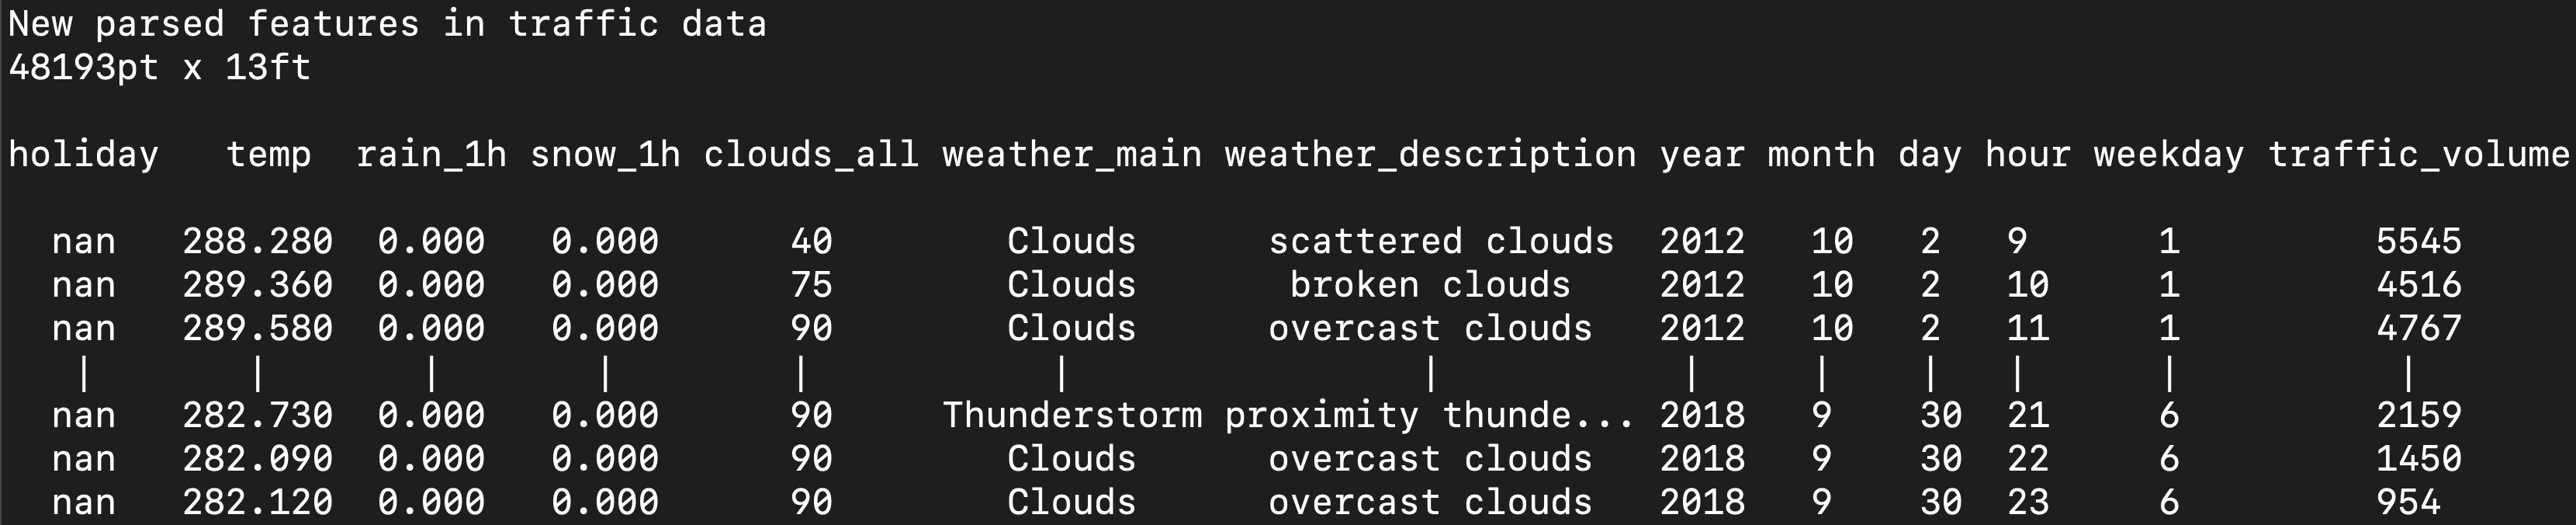 New parsed features in traffic data
48193pt x 13ft
holiday temp rain_1h snow_1h clouds_all weather_main weather_description year month day hour weekday traffic_volume
nan 288.280 0.000 0.000 40 Clouds scattered clouds 2012 10 2 9 1 5545
nan 289.360 0.000 0.000 75 Clouds broken clouds 2012 10 2 10 1 4516
nan 289.580 0.000 0.000 90 Clouds overcast clouds 2012 10 2 11 1 4767
| | | | | | | | | | | | |
nan 282.730 0.000 0.000 90 Thunderstorm proximity thunde... 2018 9 30 21 6 2159
nan 282.090 0.000 0.000 90 Clouds overcast clouds 2018 9 30 22 6 1450
nan 282.120 0.000 0.000 90 Clouds overcast clouds 2018 9 30 23 6 954